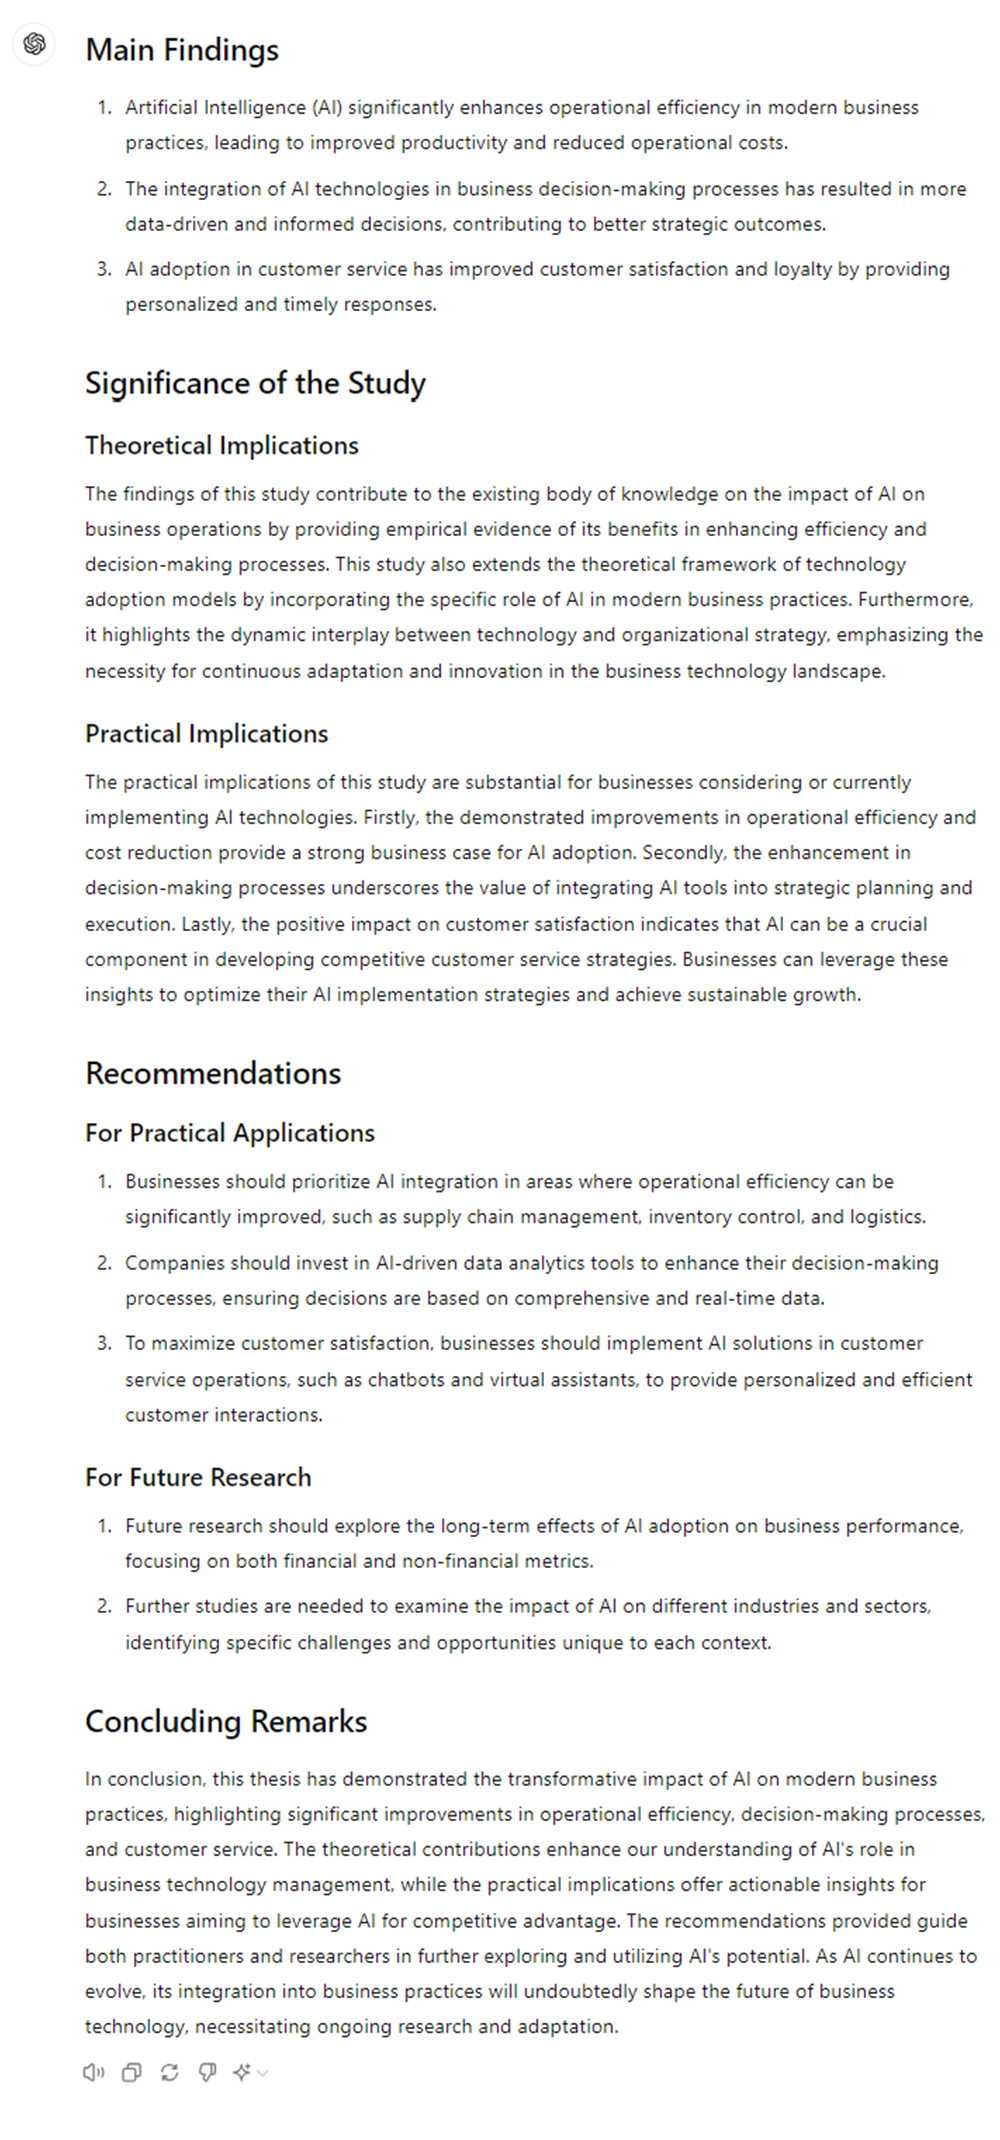 Main Findings
1. Artificial Intelligence (AI) significantly enhances operational efficiency in modern business
practices, leading to improved productivity and reduced operational costs.
2. The integration of AI technologies in business decision-making processes has resulted in more
data-driven and informed decisions, contributing to better strategic outcomes.
3. AI adoption in customer service has improved customer satisfaction and loyalty by providing
personalized and timely responses.
Significance of the Study
Theoretical Implications
The findings of this study contribute to the existing body of knowledge on the impact of AI on
business operations by providing empirical evidence of its benefits in enhancing efficiency and
decision-making processes. This study also extends the theoretical framework of technology
adoption models by incorporating the specific role of AI in modern business practices. Furthermore,
it highlights the dynamic interplay between technology and organizational strategy, emphasizing the
necessity for continuous adaptation and innovation in the business technology landscape.
Practical Implications
The practical implications of this study are substantial for businesses considering or currently
implementing AI technologies. Firstly, the demonstrated improvements in operational efficiency and
cost reduction provide a strong business case for AI adoption. Secondly, the enhancement in
decision-making processes underscores the value of integrating AI tools into strategic planning and
execution. Lastly, the positive impact on customer satisfaction indicates that AI can be a crucial
component in developing competitive customer service strategies. Businesses can leverage these
insights to optimize their AI implementation strategies and achieve sustainable growth.
Recommendations
For Practical Applications
1. Businesses should prioritize AI integration in areas where operational efficiency can be
significantly improved, such as supply chain management, inventory control, and logistics.
2. Companies should invest in AI-driven data analytics tools to enhance their decision-making
processes, ensuring decisions are based on comprehensive and real-time data.
3. To maximize customer satisfaction, businesses should implement AI solutions in customer
service operations, such as chatbots and virtual assistants, to provide personalized and efficient
customer interactions.
For Future Research
1. Future research should explore the long-term effects of AI adoption on business performance,
focusing on both financial and non-financial metrics.
2. Further studies are needed to examine the impact of AI on different industries and sectors,
identifying specific challenges and opportunities unique to each context.
Concluding Remarks
In conclusion, this thesis has demonstrated the transformative impact of AI on modern business
practices, highlighting significant improvements in operational efficiency, decision-making processes,
and customer service. The theoretical contributions enhance our understanding of AI's role in
business technology management, while the practical implications offer actionable insights for
businesses aiming to leverage AI for competitive advantage. The recommendations provided guide
both practitioners and researchers in further exploring and utilizing AI's potential. As AI continues to
evolve, its integration into business practices will undoubtedly shape the future of business
technology, necessitating ongoing research and adaptation.